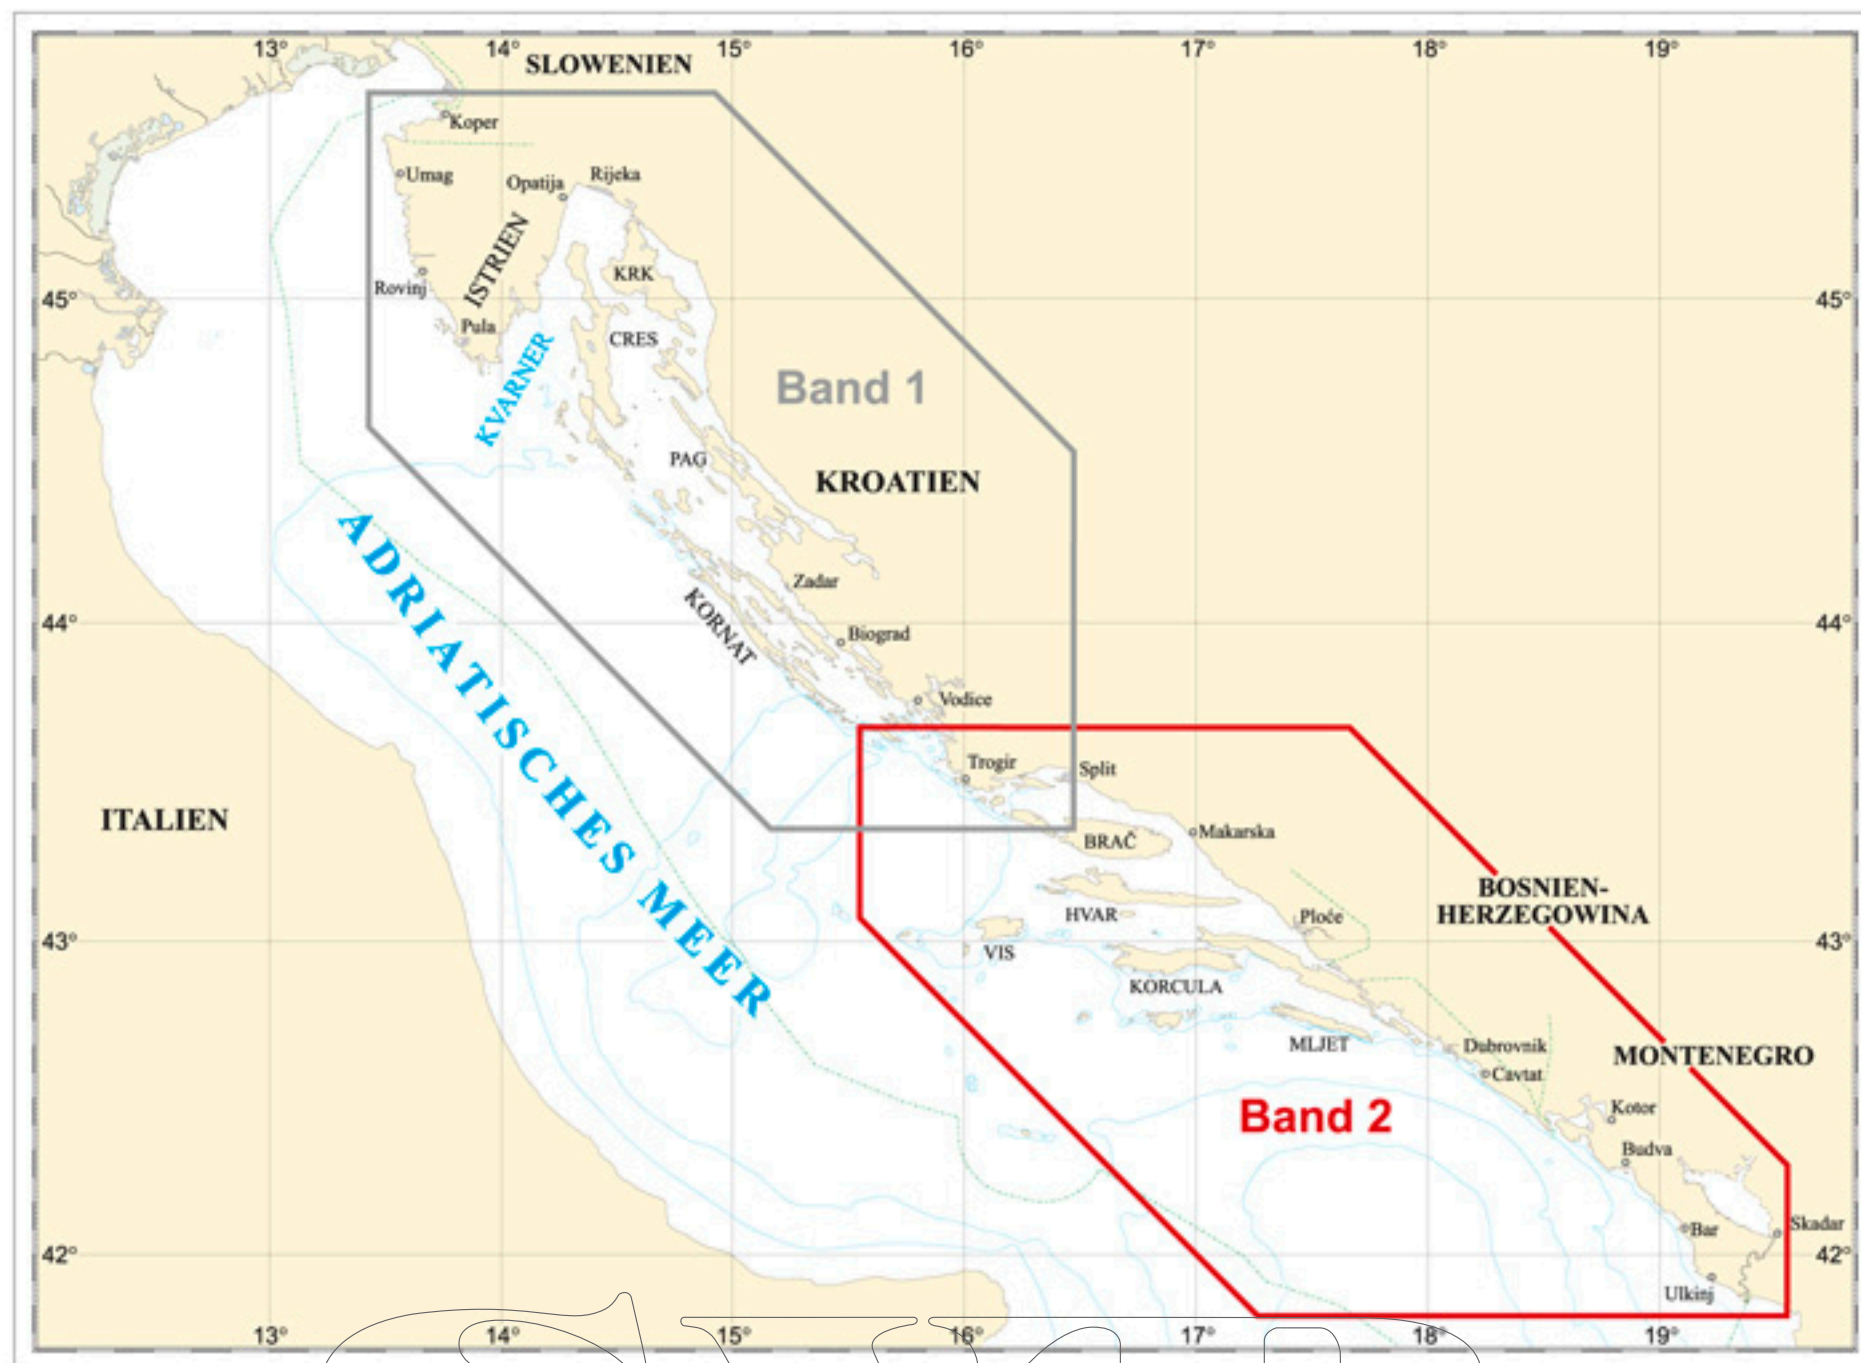 13° 14° 15° 16° 17° 18° 19°
SLOWENIEN
Koper
Umag
Opatija
Rijeka
ISTRIEN
KRK
Rovinj
45° 45°
Pula
CRES
KVARNER
Band 1
PAG
KROATIEN
ADRIATISCHES MEER
Zadar
KORNAT
44° 44°
Biograd
Vodice
Trogir
Split
ITALIEN
BRAČ
Makarska
BOSNIEN-
HERZEGOWINA
HVAR
Ploče
43° 43°
VIS
KORCULA
MLJET
Dubrovnik
MONTENEGRO
Cavtat
Band 2
Kotor
Budva
Bar
Skadar
42° 42°
Ulkinj
13° 14° 15° 16° 17° 18° 19°